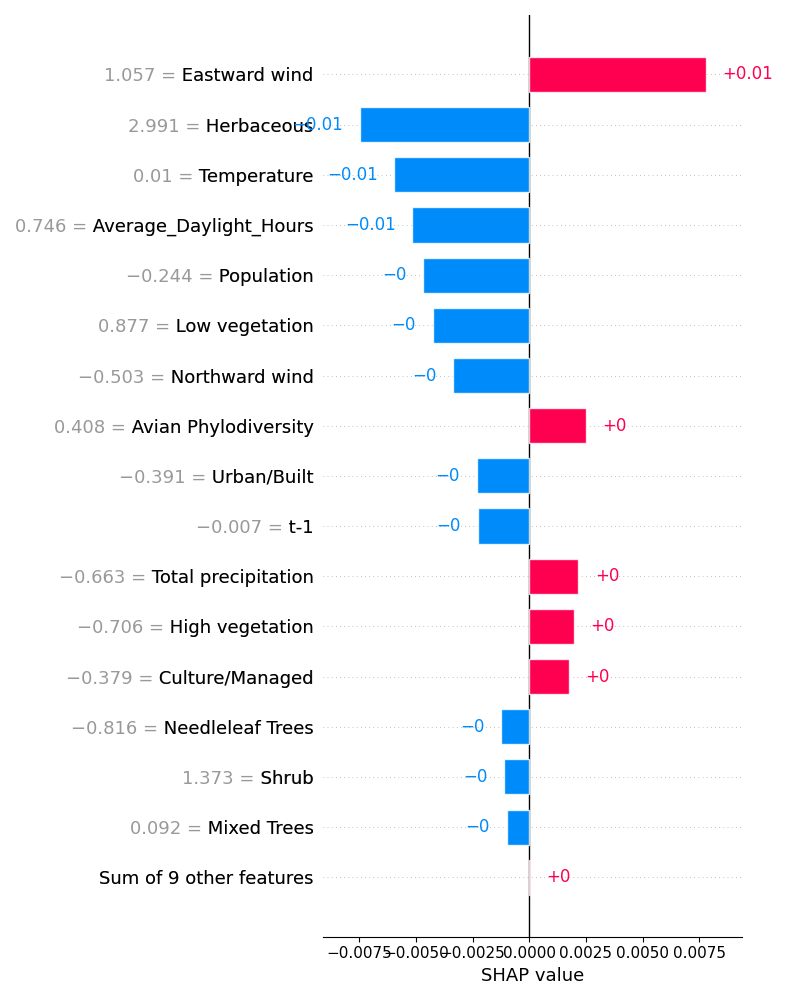 1.057 = Eastward wind +0.01
2.991 = Herbaceous −0.01
0.01 = Temperature −0.01
0.746 = Average_Daylight_Hours −0.01
−0.244 = Population −0
0.877 = Low vegetation −0
−0.503 = Northward wind −0
0.408 = Avian Phylodiversity +0
−0.391 = Urban/Built −0
−0.007 = t-1 −0
−0.663 = Total precipitation +0
−0.706 = High vegetation +0
−0.379 = Culture/Managed +0
−0.816 = Needleleaf Trees −0
1.373 = Shrub −0
0.092 = Mixed Trees −0
Sum of 9 other features +0
−0.0075 −0.0050 −0.0025 0.0000 0.0025 0.0050 0.0075
SHAP value